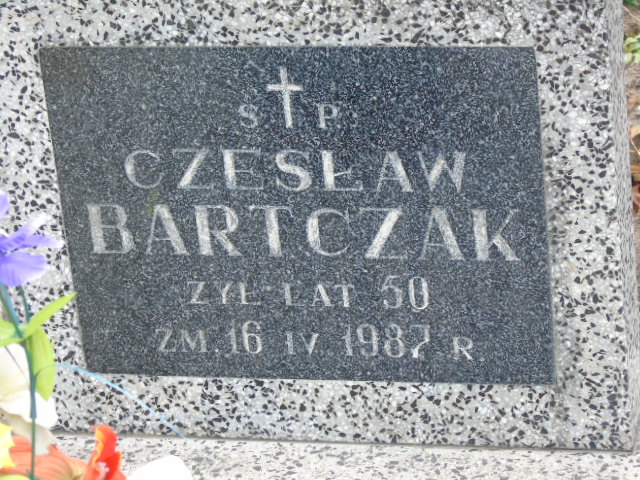 Ś P
CZESŁAW
BARTCZAK
ŻYŁ LAT 50
ZM. 16 IV 1987 R.